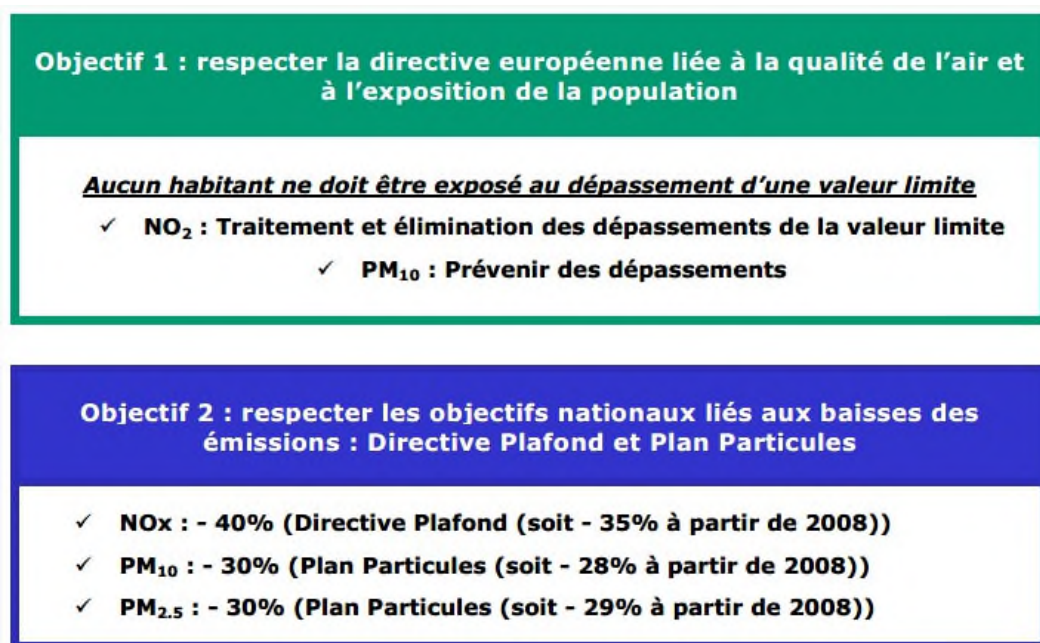 Objectif 1 : respecter la directive européenne liée à la qualité de l’air et
à l’exposition de la population
Aucun habitant ne doit être exposé au dépassement d’une valeur limite
✓ NO₂ : Traitement et élimination des dépassements de la valeur limite
✓ PM₁₀ : Prévenir des dépassements
Objectif 2 : respecter les objectifs nationaux liés aux baisses des
émissions : Directive Plafond et Plan Particules
✓ NOx : - 40% (Directive Plafond (soit - 35% à partir de 2008))
✓ PM₁₀ : - 30% (Plan Particules (soit - 28% à partir de 2008))
✓ PM₂.₅ : - 30% (Plan Particules (soit - 29% à partir de 2008))